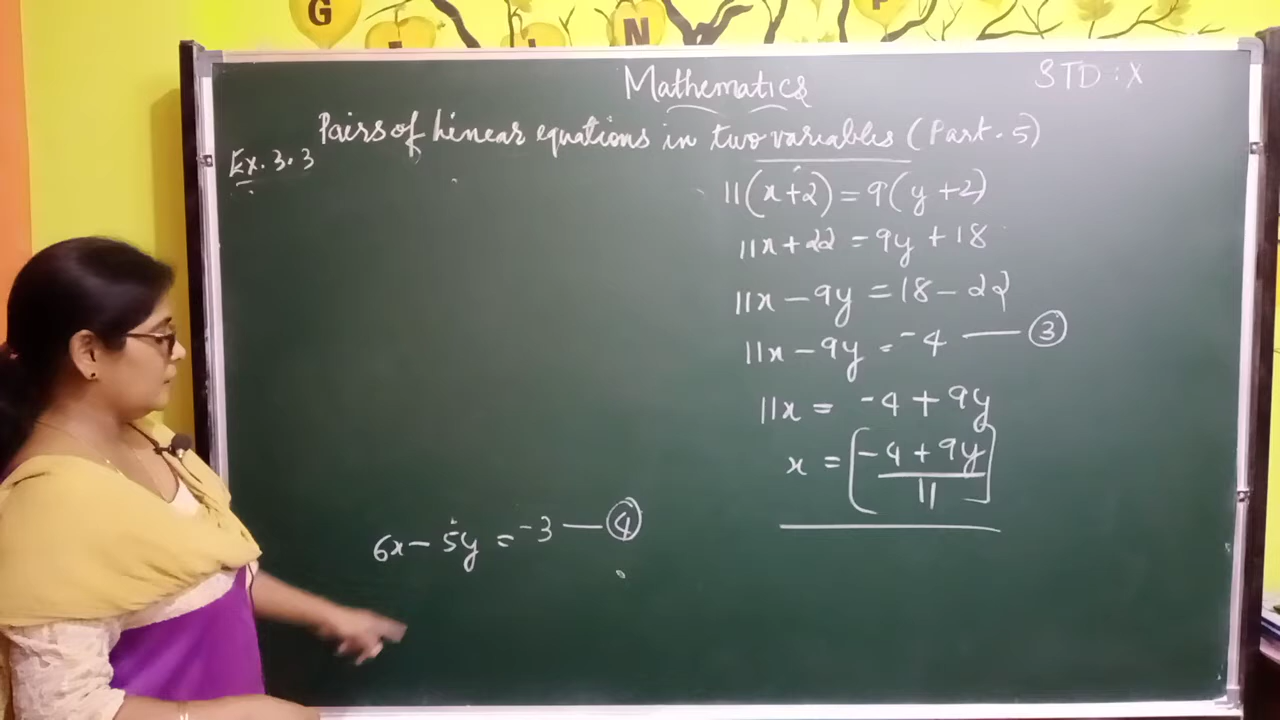 G
N
Mathematics
STD : X
Pairs of linear equations in two variables (Part. 5)
Ex. 3.3
11(x+2) = 9(y+2)
11x+22 = 9y+18
11x - 9y = 18 - 22
11x - 9y = -4 — ③
11x = -4 + 9y
x = [-4 + 9y / 11]
6x - 5y = -3 — ④